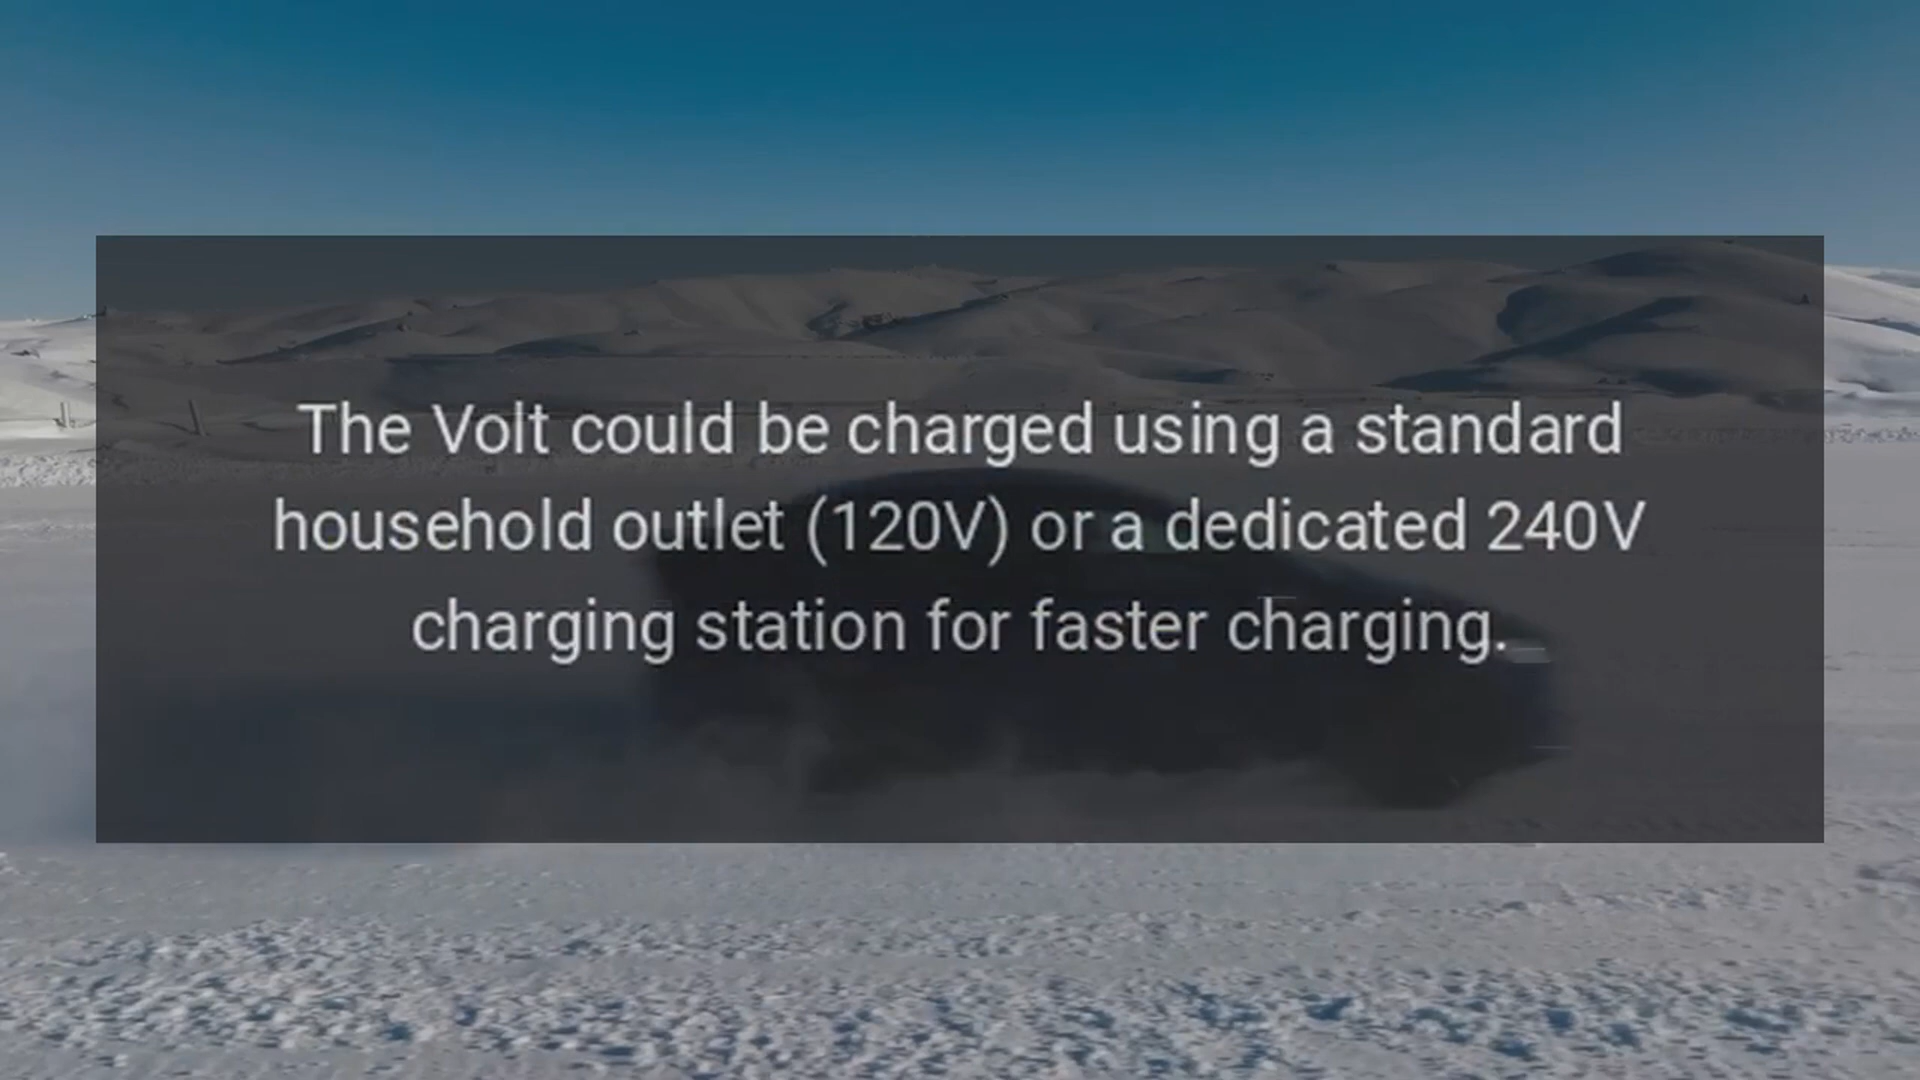 The Volt could be charged using a standard
household outlet (120V) or a dedicated 240V
charging station for faster charging.